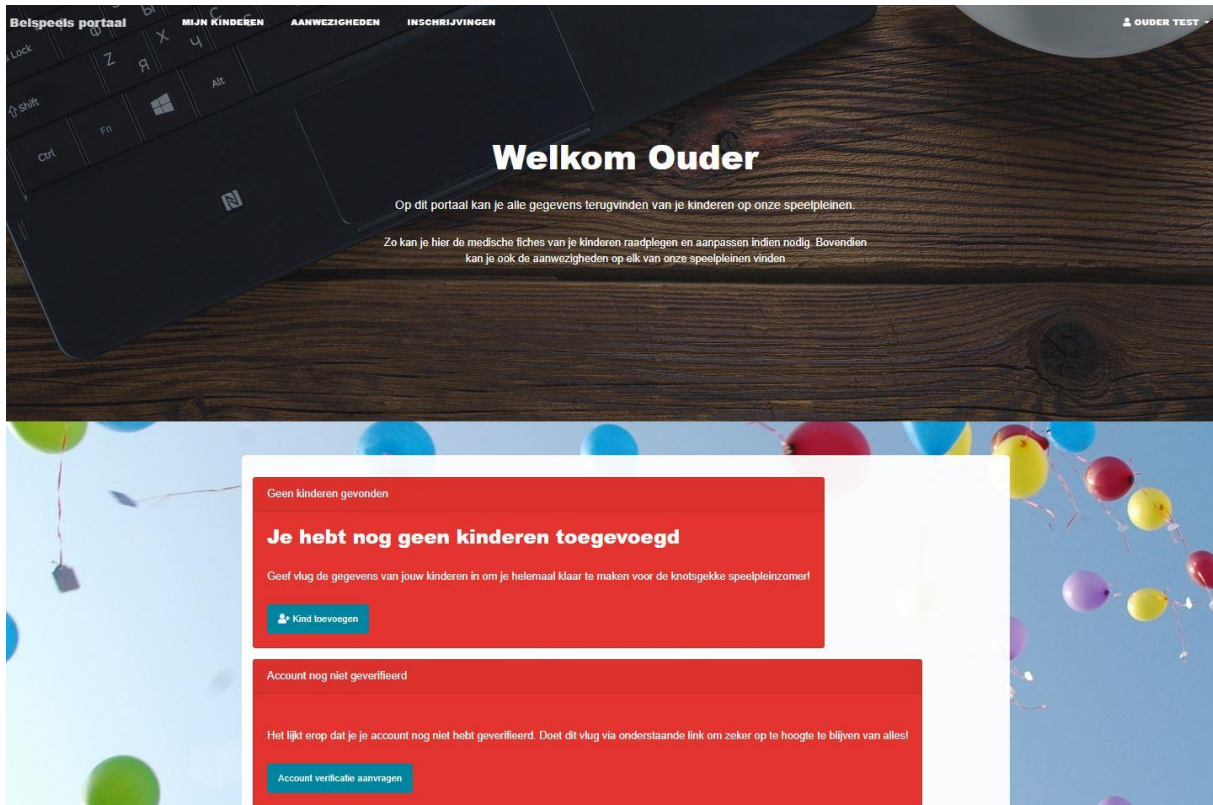 Belspeels portaal
MIJN KINDEREN
AANWEZIGHEDEN
INSCHRIJVINGEN
OUDER TEST
Lock
Shift
Z
Я
X
Ч
Alt
Fn
Ctrl
Welkom Ouder
Op dit portaal kan je alle gegevens terugvinden van je kinderen op onze speelpleinen.
Zo kan je hier de medische fiches van je kinderen raadplegen en aanpassen indien nodig. Bovendien
kan je ook de aanwezigheden op elk van onze speelpleinen vinden
Geen kinderen gevonden
Je hebt nog geen kinderen toegevoegd
Geef vlug de gegevens van jouw kinderen in om je helemaal klaar te maken voor de knotsgekke speelpleinzomer!
Kind toevoegen
Account nog niet geverifieerd
Het lijkt erop dat je je account nog niet hebt geverifieerd. Doet dit vlug via onderstaande link om zeker op te hoogte te blijven van alles!
Account verificatie aanvragen